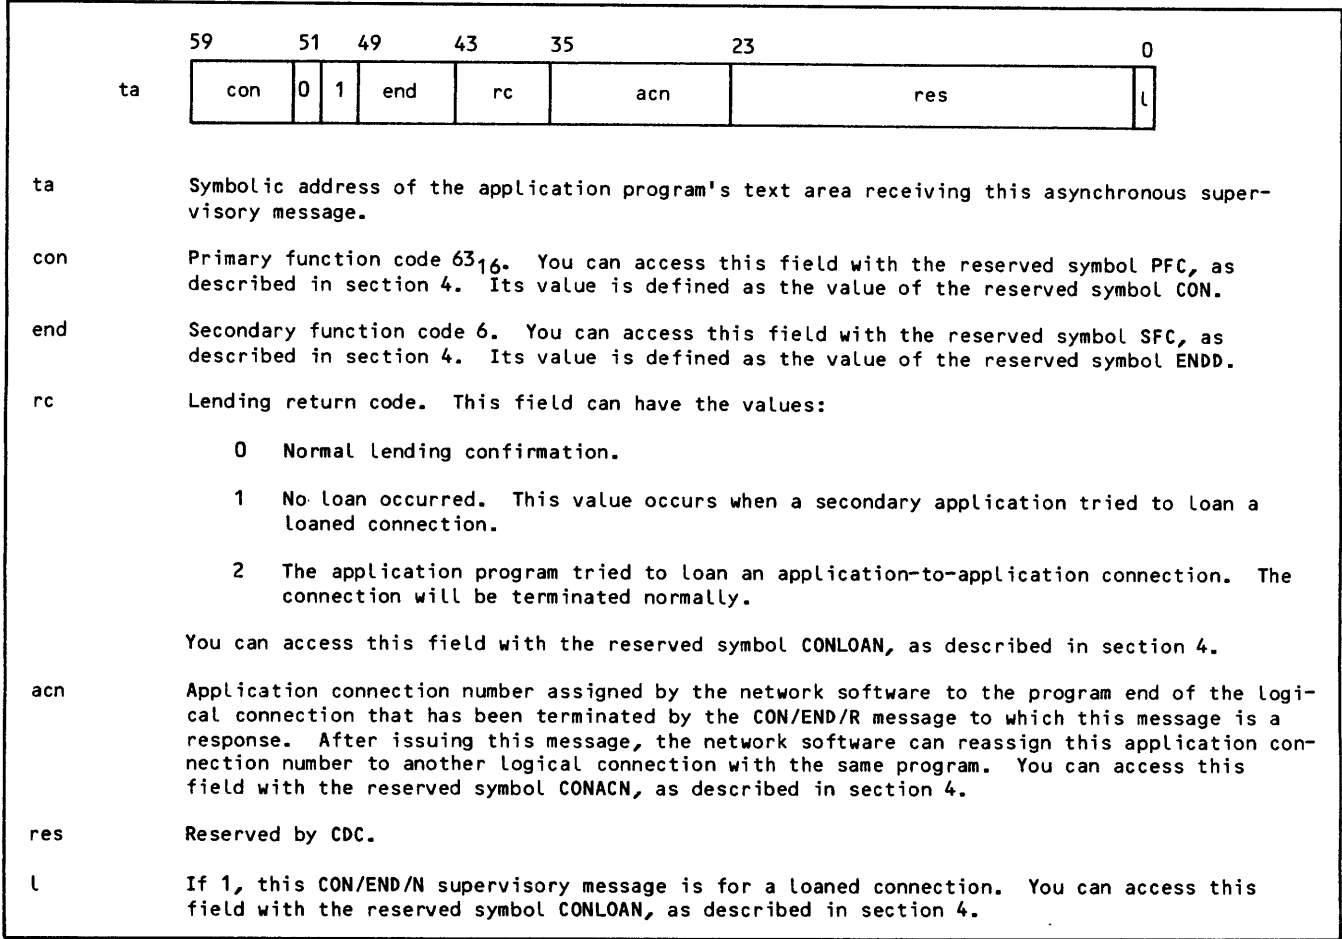 59 51 49 43 35 23 0
ta con 0 1 end rc acn res l
ta Symbolic address of the application program's text area receiving this asynchronous super-
visory message.
con Primary function code 63₁₆. You can access this field with the reserved symbol PFC, as
described in section 4. Its value is defined as the value of the reserved symbol CON.
end Secondary function code 6. You can access this field with the reserved symbol SFC, as
described in section 4. Its value is defined as the value of the reserved symbol ENDD.
rc Lending return code. This field can have the values:
0 Normal lending confirmation.
1 No loan occurred. This value occurs when a secondary application tried to loan a
loaned connection.
2 The application program tried to loan an application-to-application connection. The
connection will be terminated normally.
You can access this field with the reserved symbol CONLOAN, as described in section 4.
acn Application connection number assigned by the network software to the program end of the logi-
cal connection that has been terminated by the CON/END/R message to which this message is a
response. After issuing this message, the network software can reassign this application con-
nection number to another logical connection with the same program. You can access this
field with the reserved symbol CONACN, as described in section 4.
res Reserved by CDC.
l If 1, this CON/END/N supervisory message is for a loaned connection. You can access this
field with the reserved symbol CONLOAN, as described in section 4.